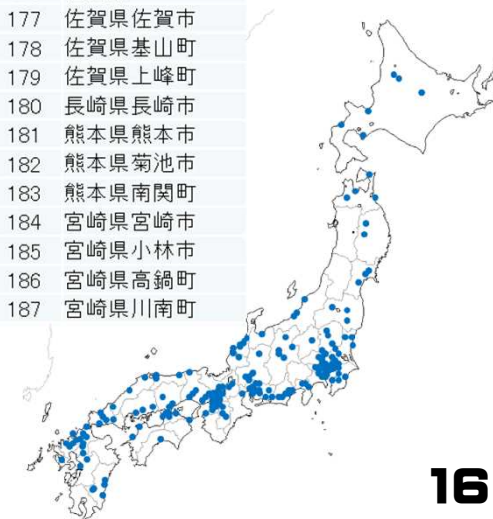 177 佐賀県佐賀市
178 佐賀県基山町
179 佐賀県上峰町
180 長崎県長崎市
181 熊本県熊本市
182 熊本県菊池市
183 熊本県南関町
184 宮崎県宮崎市
185 宮崎県小林市
186 宮崎県高鍋町
187 宮崎県川南町
16